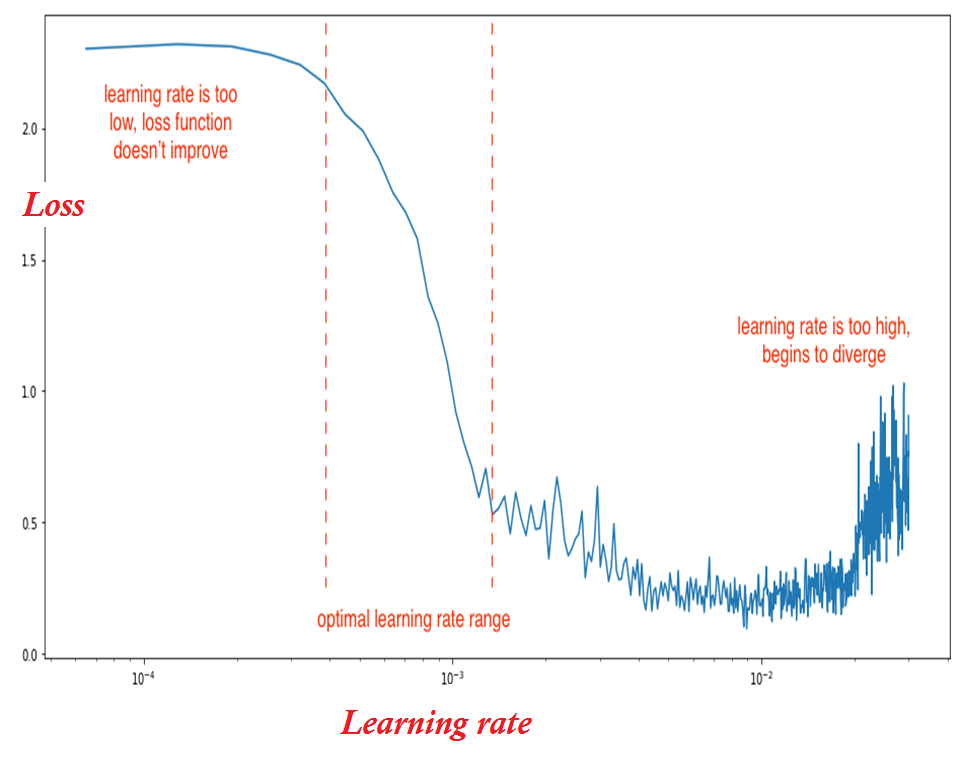 learning rate is too
low, loss function
doesn't improve
2.0
Loss
1.5
learning rate is too high,
begins to diverge
1.0
0.5
optimal learning rate range
0.0
10⁻⁴
10⁻³
10⁻²
Learning rate